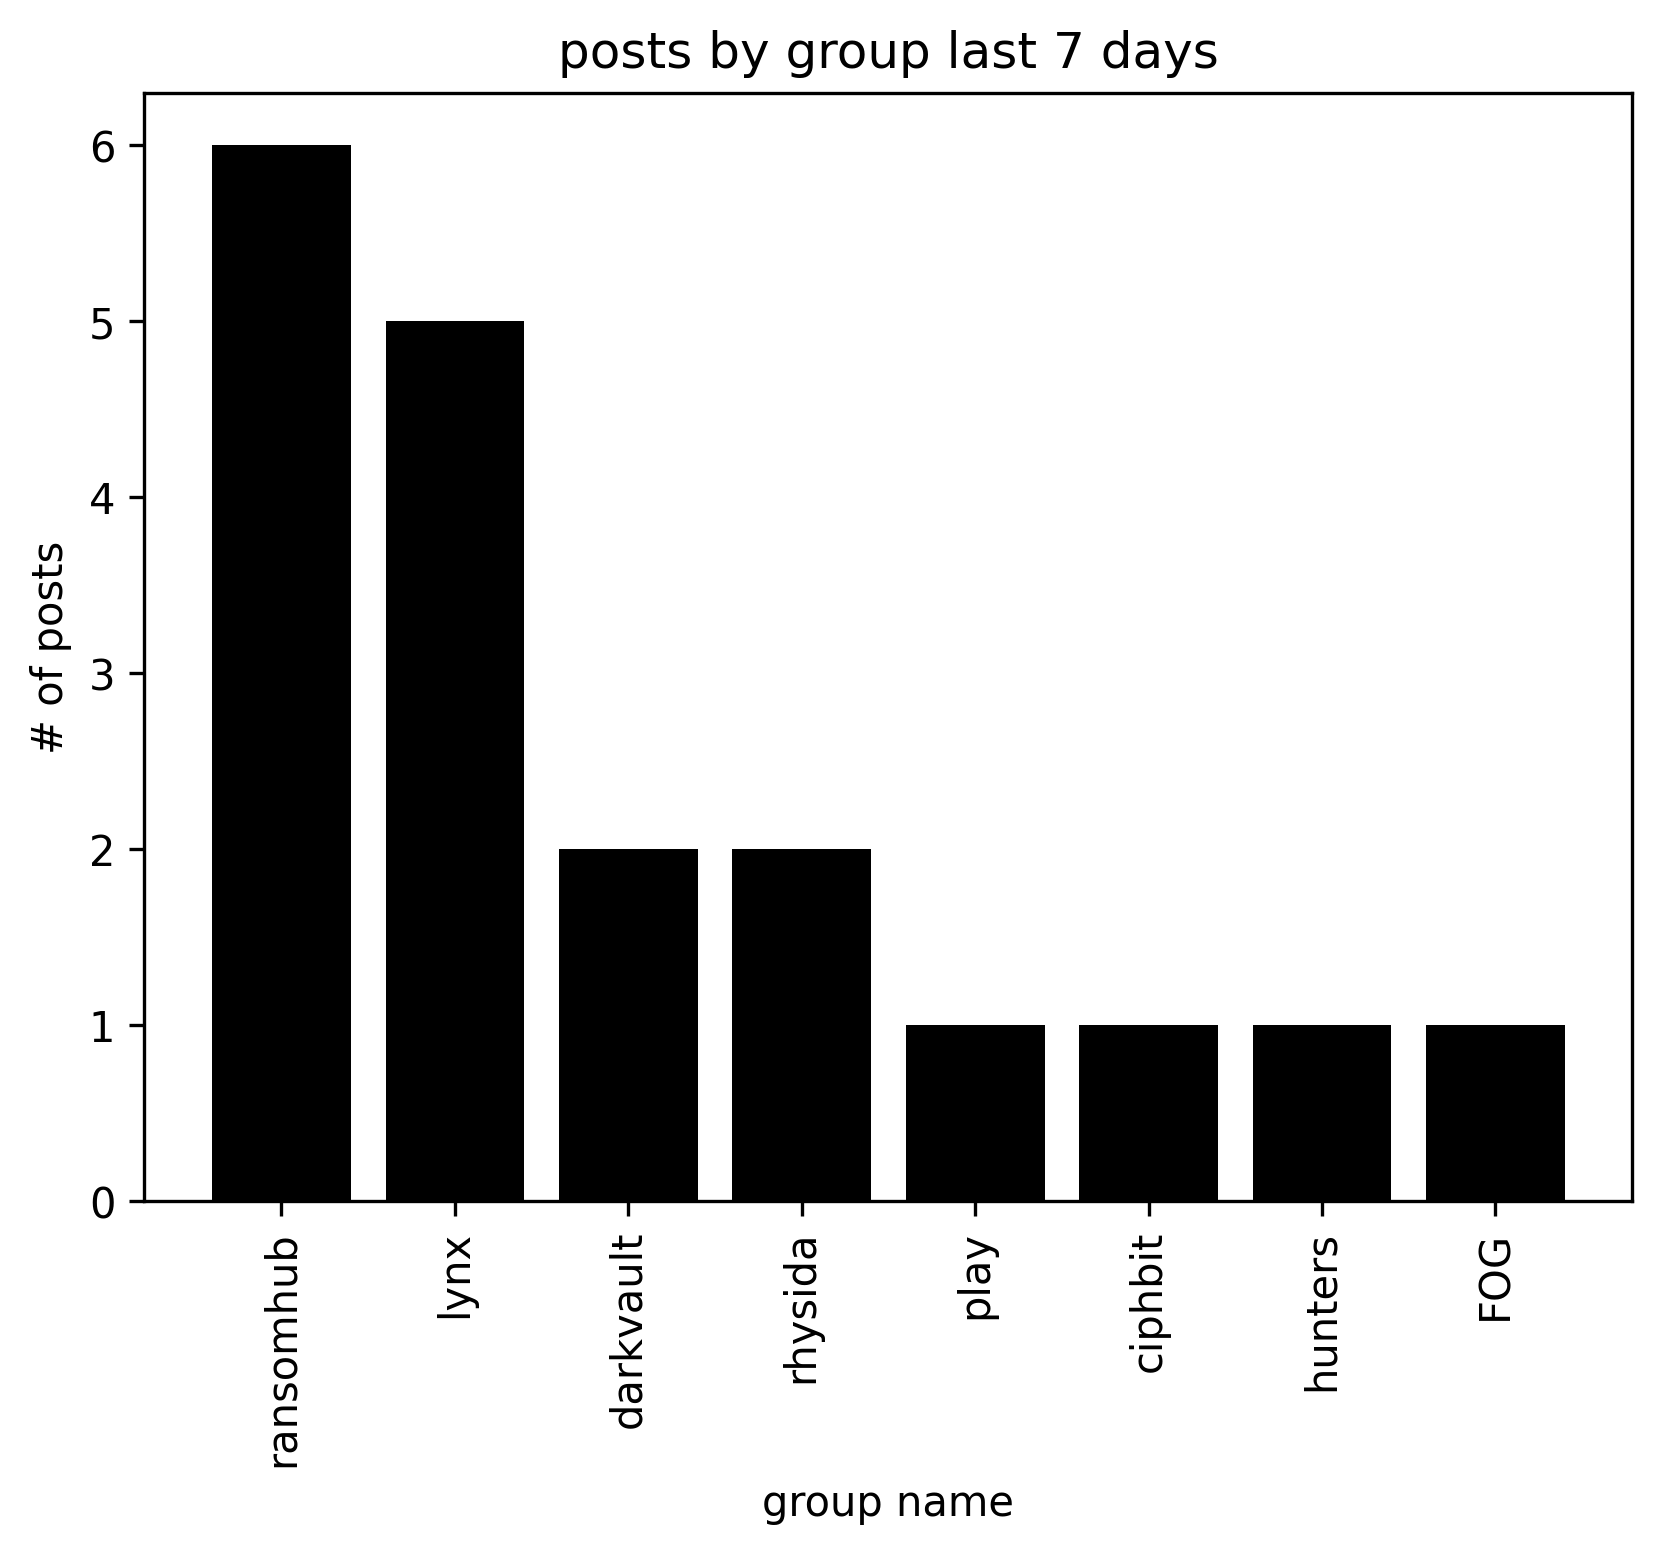 posts by group last 7 days
6
5
4
3
2
1
0
# of posts
ransomhub
lynx
darkvault
rhysida
play
ciphbit
hunters
FOG
group name